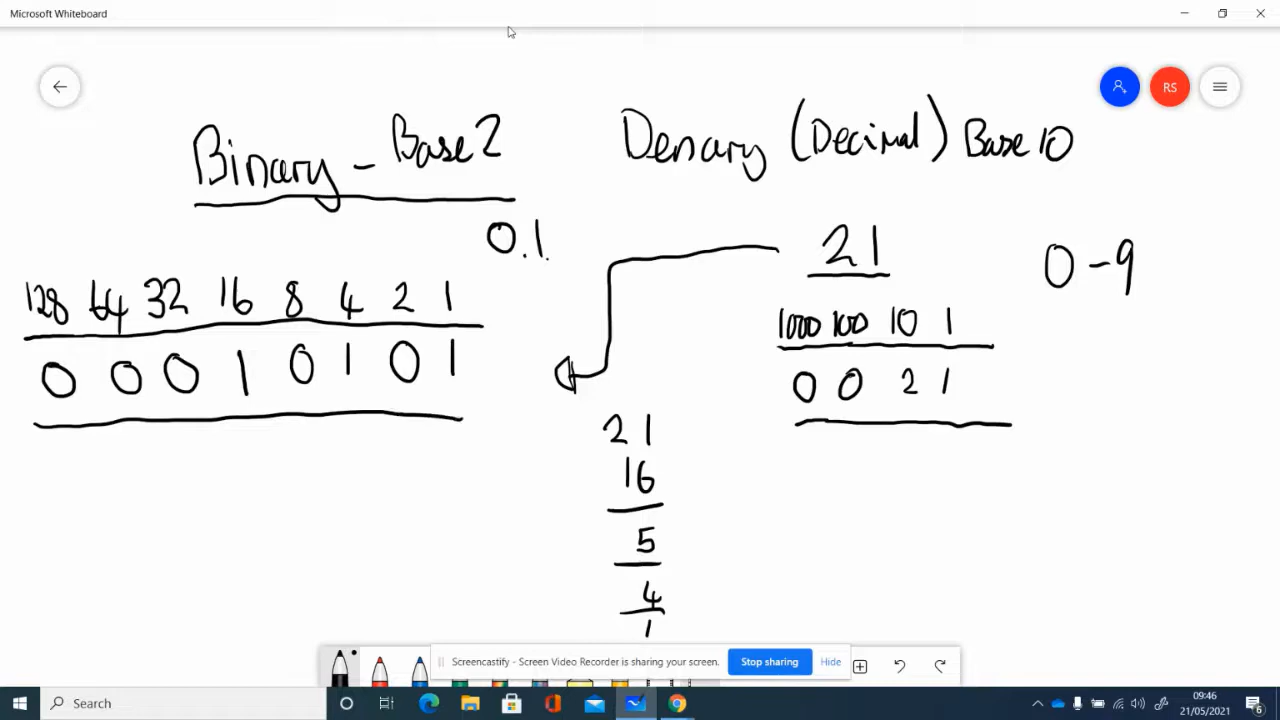 Microsoft Whiteboard
RS
Binary - Base 2
Denary (Decimal) Base 10
0.1.
21
0-9
128 64 32 16 8 4 2 1
0 0 0 1 0 1 0 1
1000 100 10 1
0 0 2 1
21
16
5
4
1
Screencastify - Screen Video Recorder is sharing your screen.
Stop sharing
Hide
Search
09:46
21/05/2021
6